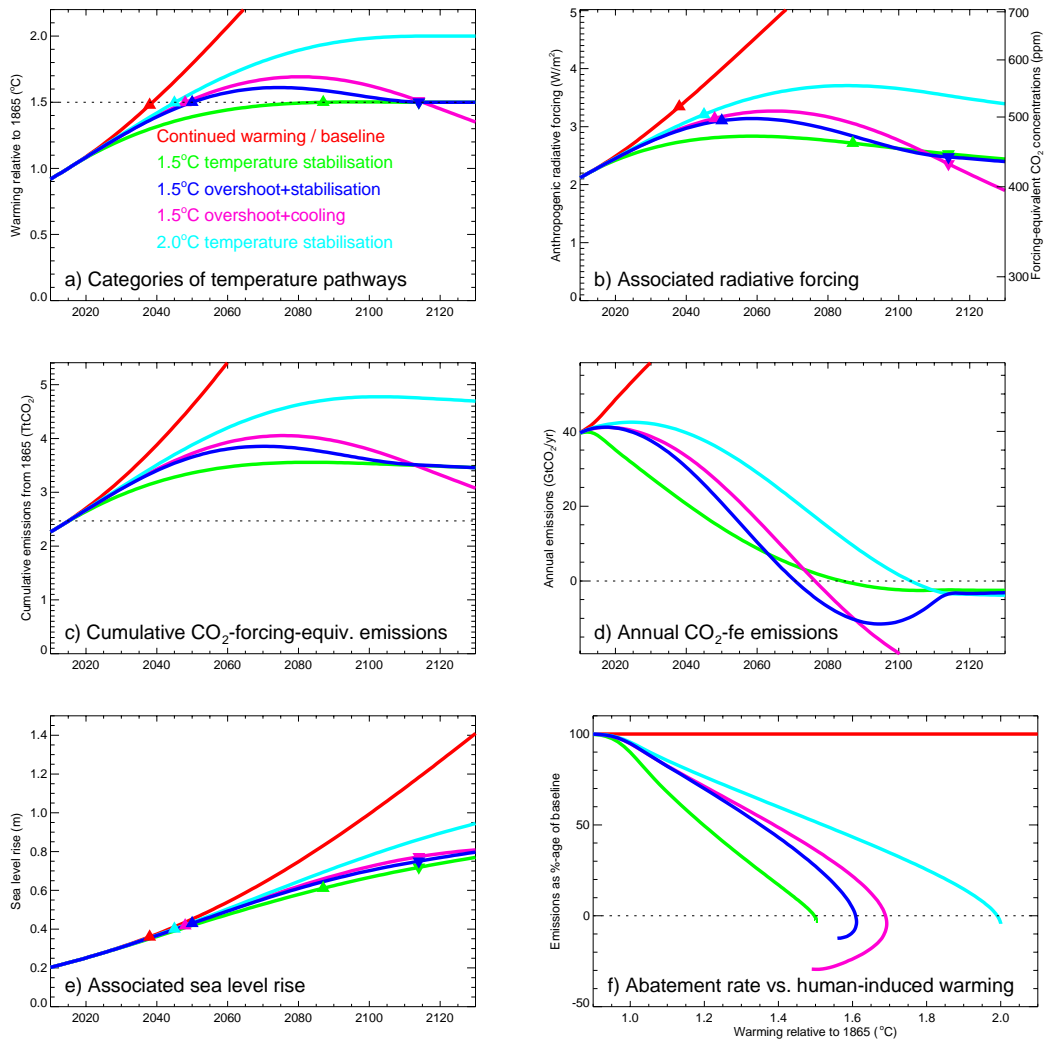 Warming relative to 1865 (°C)
2.0
1.5
1.0
0.5
0.0
Continued warming / baseline
1.5°C temperature stabilisation
1.5°C overshoot+stabilisation
1.5°C overshoot+cooling
2.0°C temperature stabilisation
a) Categories of temperature pathways
2020 2040 2060 2080 2100 2120
Anthropogenic radiative forcing (W/m²)
5
4
3
2
1
0
700
600
500
400
300
Forcing-equivalent CO₂ concentrations (ppm)
b) Associated radiative forcing
2020 2040 2060 2080 2100 2120
Cumulative emissions from 1865 (TtCO₂)
5
4
3
2
1
0
c) Cumulative CO₂-forcing-equiv. emissions
2020 2040 2060 2080 2100 2120
Annual emissions (GtCO₂/yr)
40
20
0
d) Annual CO₂-fe emissions
2020 2040 2060 2080 2100 2120
Sea level rise (m)
1.4
1.2
1.0
0.8
0.6
0.4
0.2
0.0
e) Associated sea level rise
2020 2040 2060 2080 2100 2120
Emissions as %-age of baseline
100
50
0
-50
f) Abatement rate vs. human-induced warming
1.0 1.2 1.4 1.6 1.8 2.0
Warming relative to 1865 (°C)